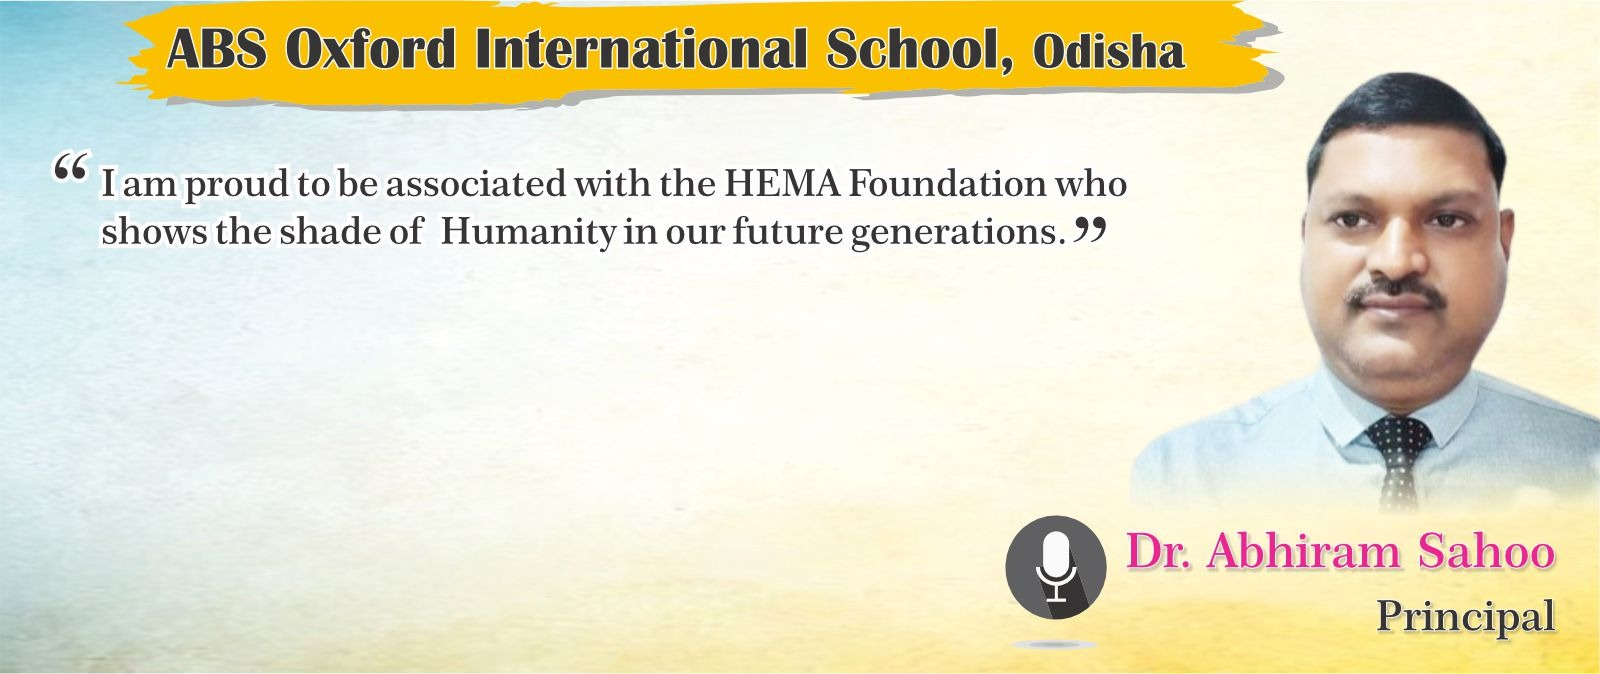 ABS Oxford International School, Odisha
“ I am proud to be associated with the HEMA Foundation who
shows the shade of Humanity in our future generations. ”
Dr. Abhiram Sahoo
Principal